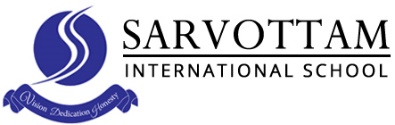 SARVOTTAM
INTERNATIONAL SCHOOL
Vision Dedication Honesty